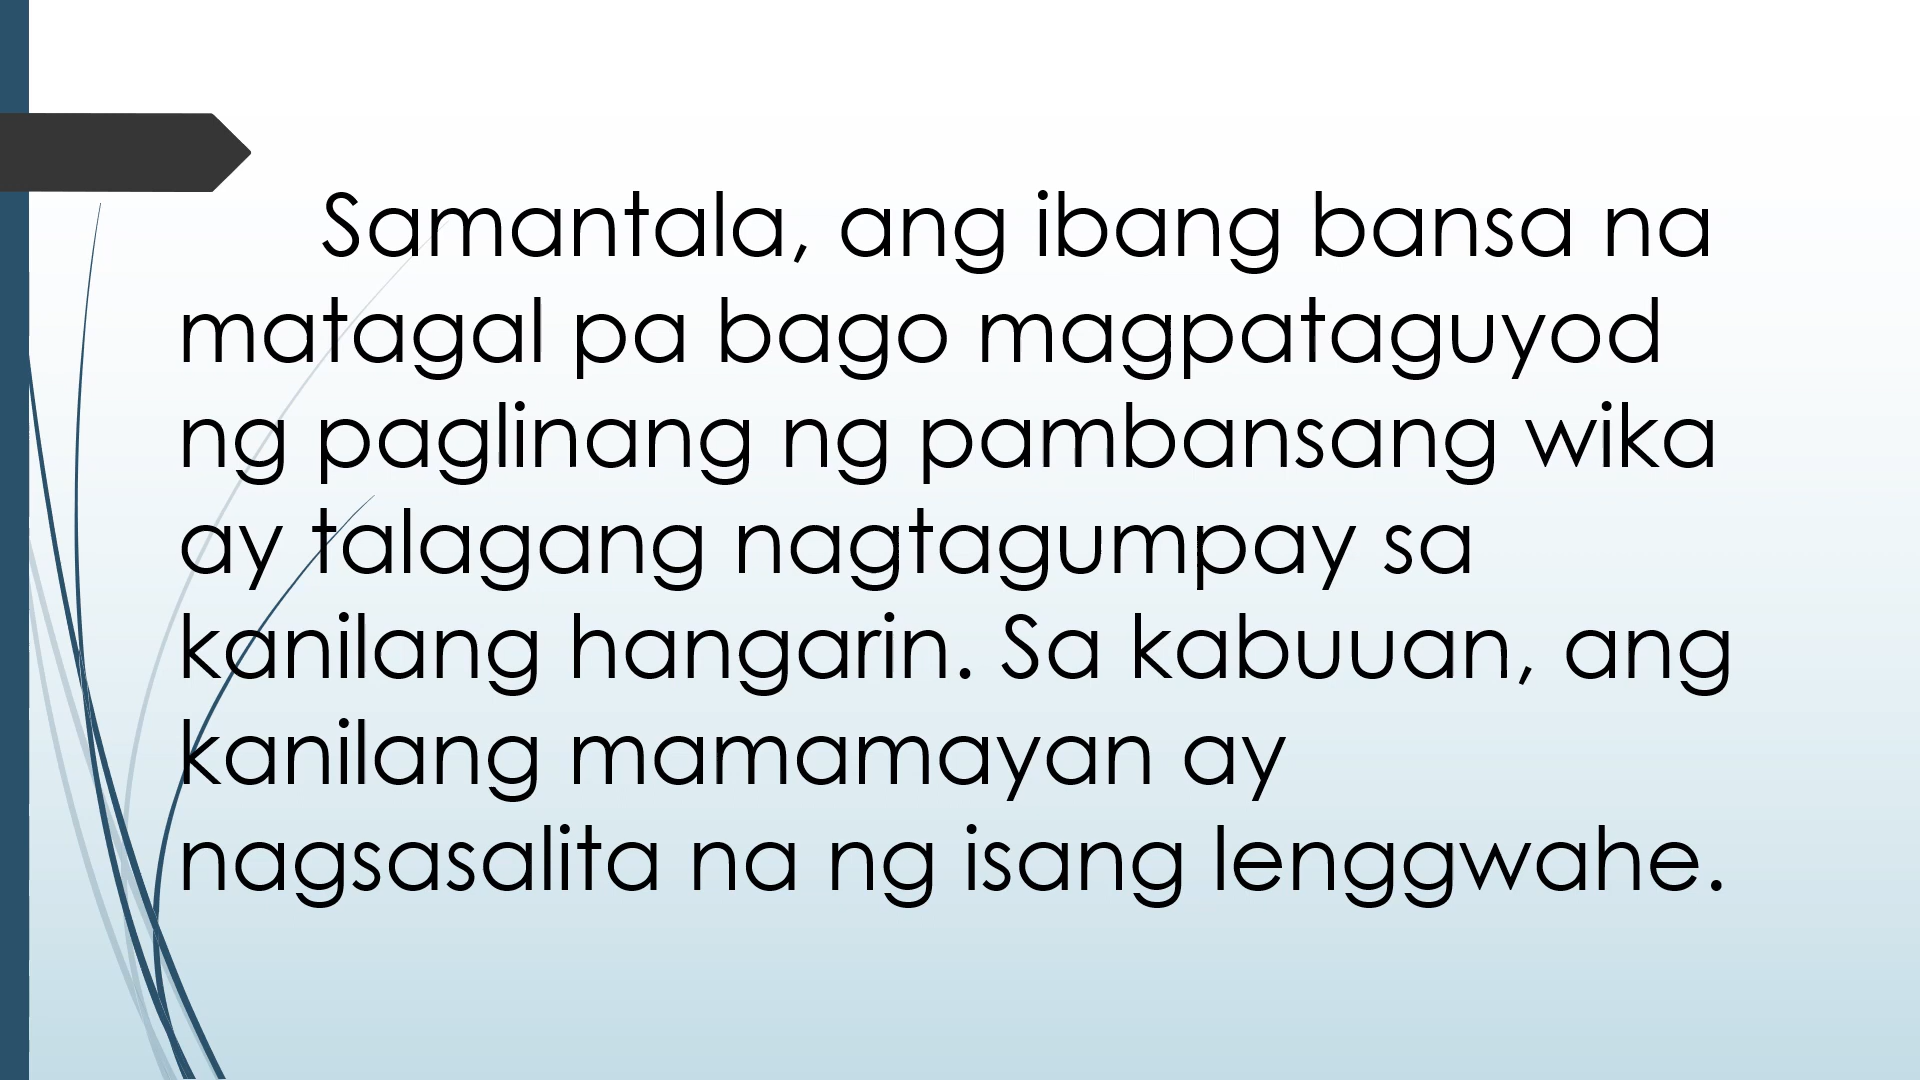 Samantala, ang ibang bansa na
matagal pa bago magpataguyod
ng paglinang ng pambansang wika
ay talagang nagtagumpay sa
kanilang hangarin. Sa kabuuan, ang
kanilang mamamayan ay
nagsasalita na ng isang lenggwahe.